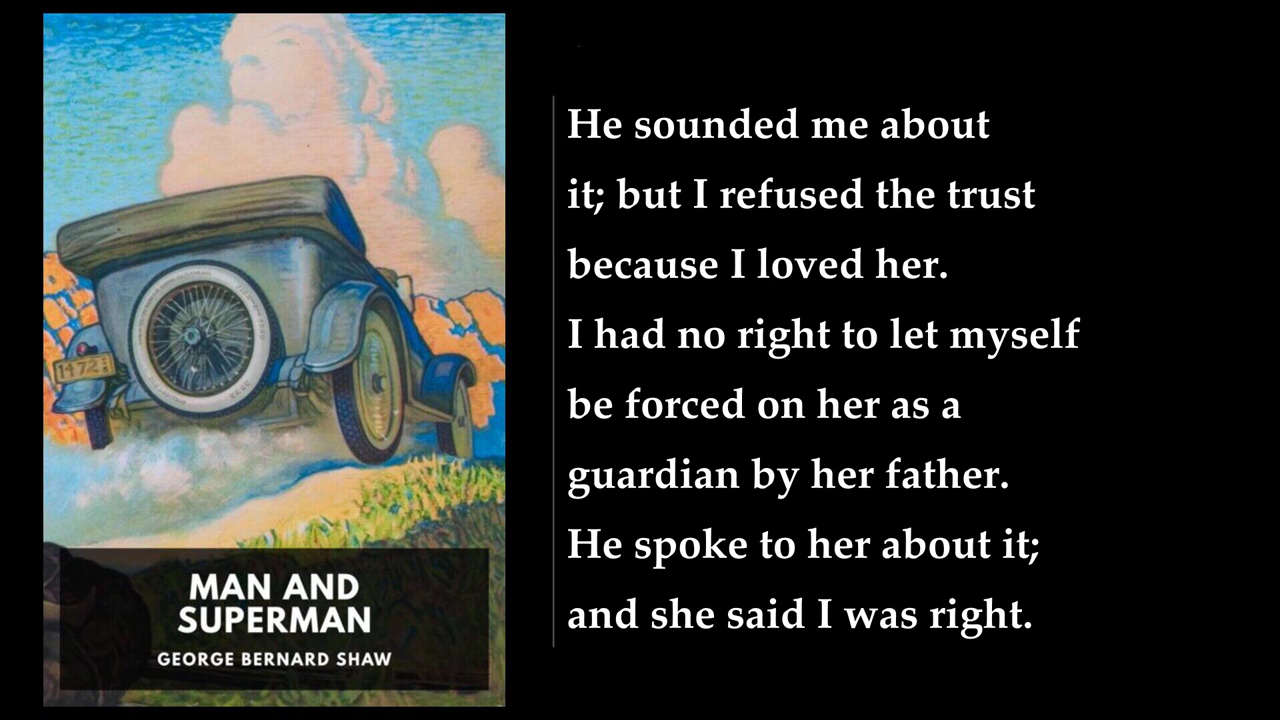 He sounded me about
it; but I refused the trust
because I loved her.
I had no right to let myself
be forced on her as a
guardian by her father.
He spoke to her about it;
and she said I was right.
1472
MAN AND
SUPERMAN
GEORGE BERNARD SHAW